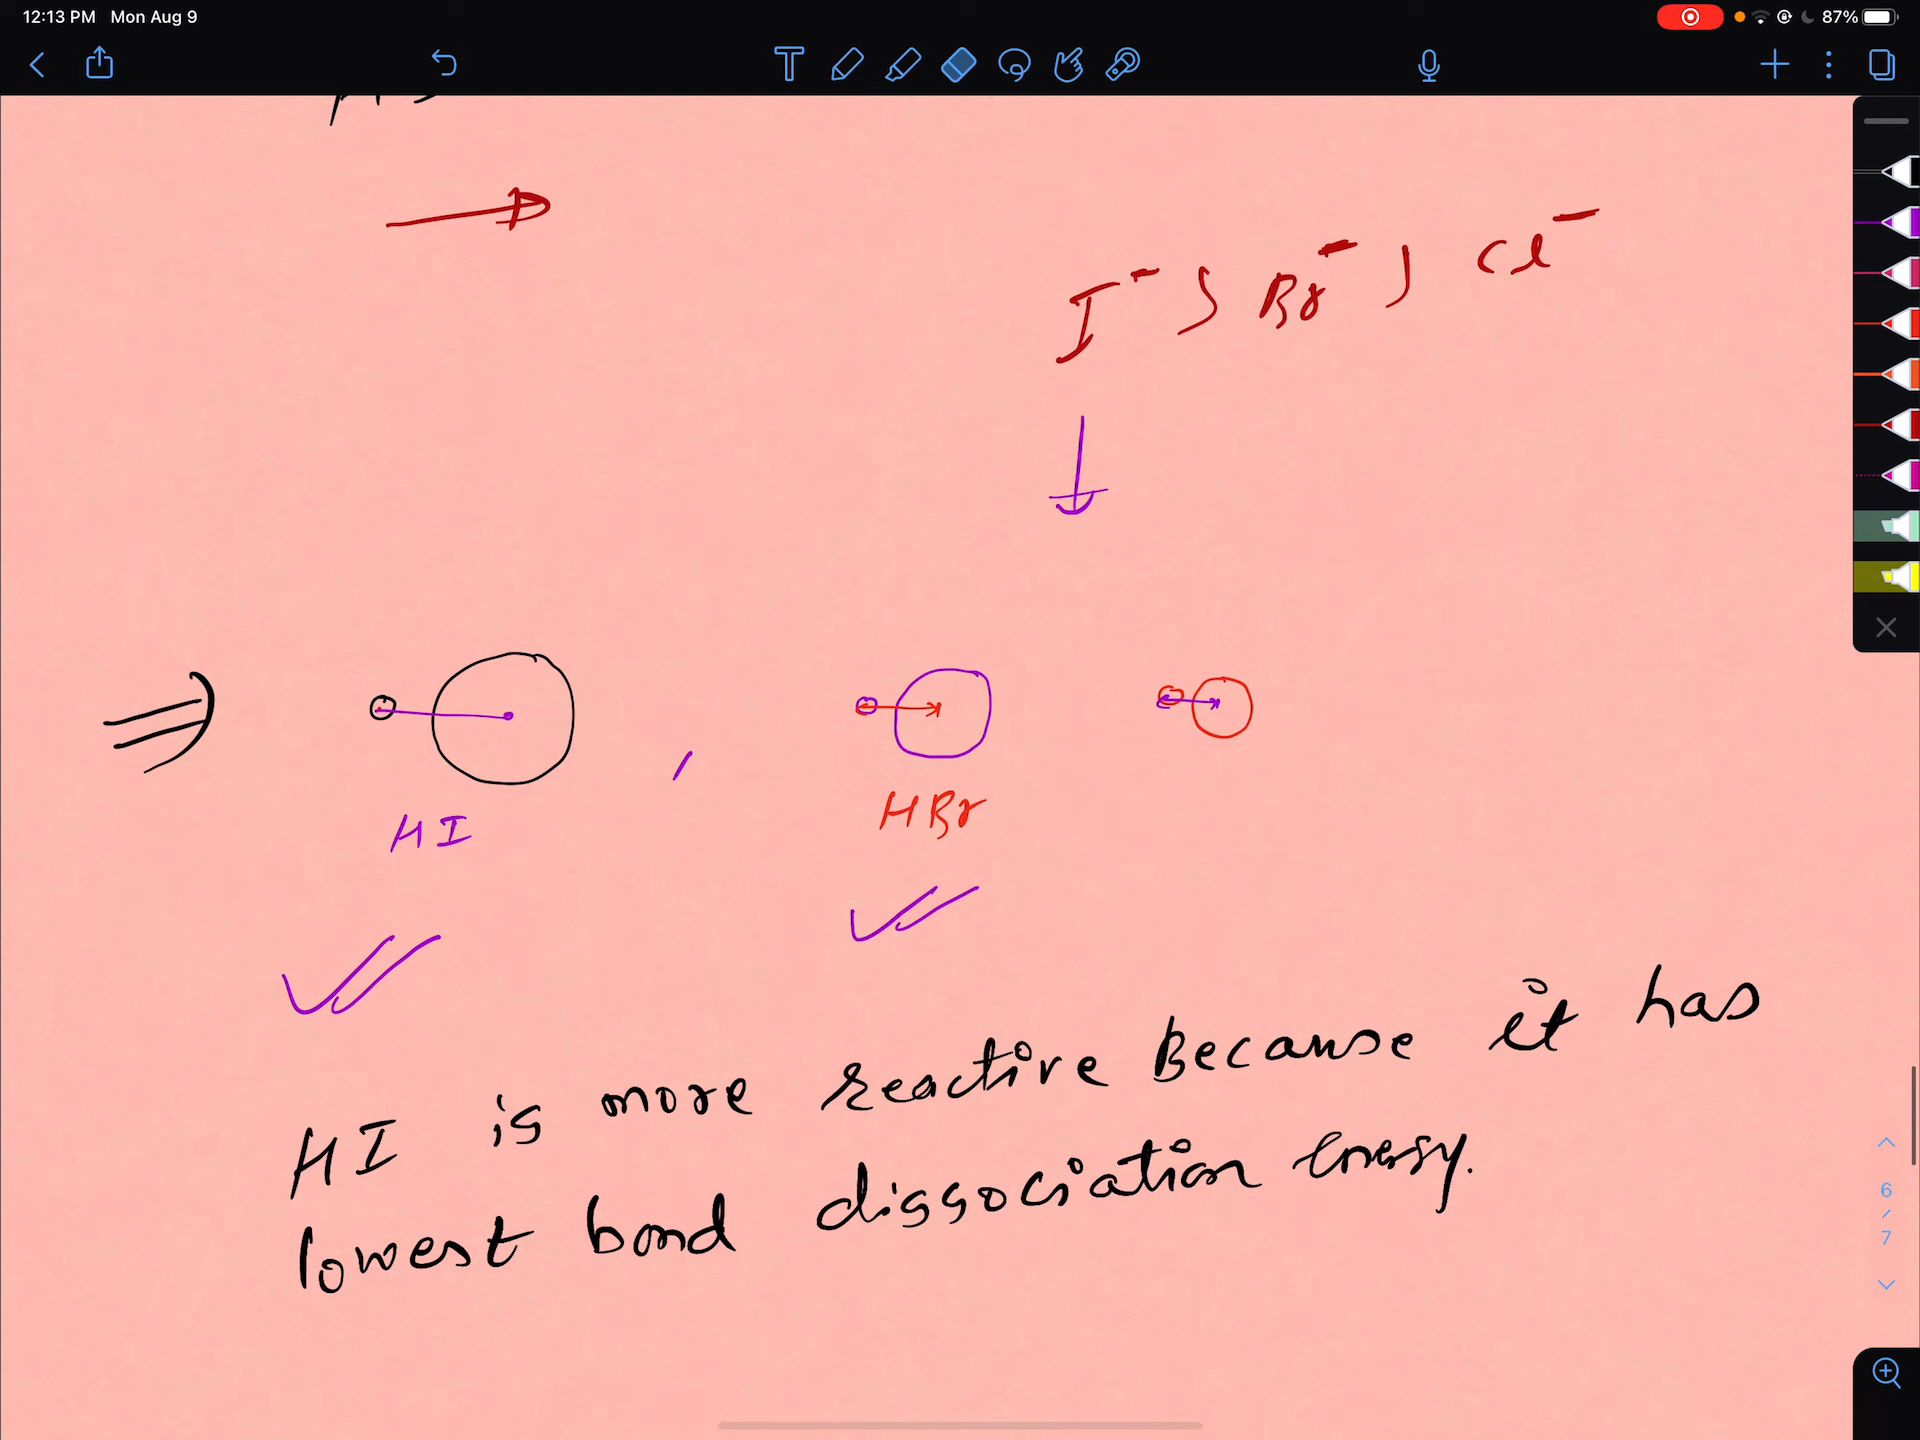 12:13 PM Mon Aug 9
87%
I⁻ > Br⁻ > Cl⁻
HI , HBr
HI is more reactive Because it has
lowest bond dissociation Energy.
6
/
7